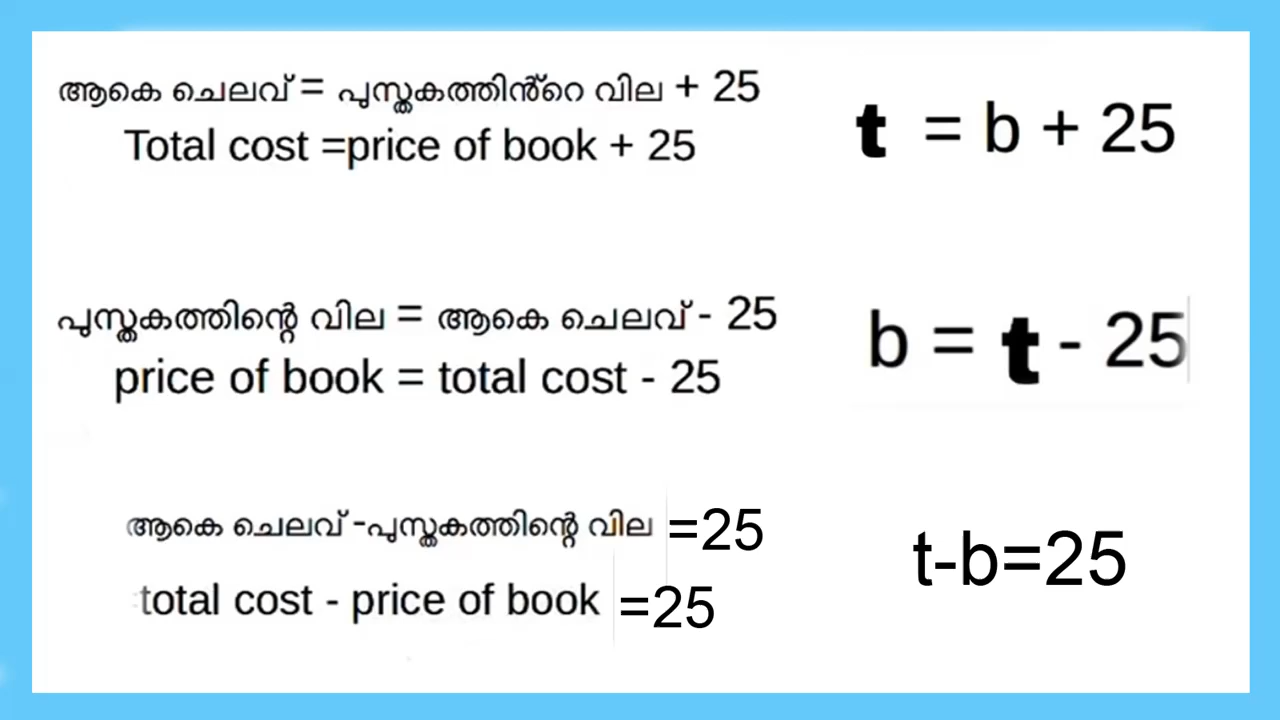 ആകെ ചെലവ് = പുസ്തകത്തിൻ്റെ വില + 25
Total cost =price of book + 25
t = b + 25
പുസ്തകത്തിന്റെ വില = ആകെ ചെലവ് - 25
price of book = total cost - 25
b = t - 25
ആകെ ചെലവ് -പുസ്തകത്തിന്റെ വില =25
total cost - price of book =25
t-b=25